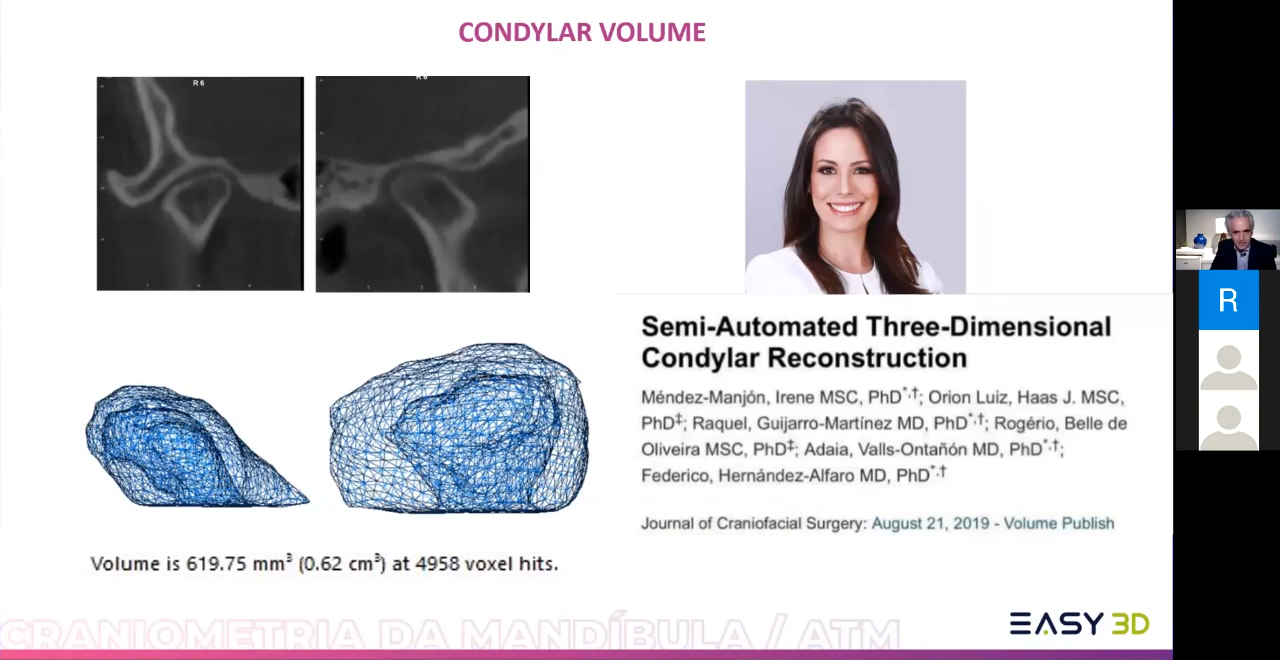 CONDYLAR VOLUME
R 6
R 6
Semi-Automated Three-Dimensional
Condylar Reconstruction
Méndez-Manjón, Irene MSC, PhD*,†; Orion Luiz, Haas J. MSC,
PhD‡; Raquel, Guijarro-Martínez MD, PhD*,†; Rogério, Belle de
Oliveira MSC, PhD‡; Adaia, Valls-Ontañón MD, PhD*,†;
Federico, Hernández-Alfaro MD, PhD*,†
Journal of Craniofacial Surgery: August 21, 2019 - Volume Publish
Volume is 619.75 mm³ (0.62 cm³) at 4958 voxel hits.
CRANIOMETRIA DA MANDÍBULA / ATM
EASY 3D
R